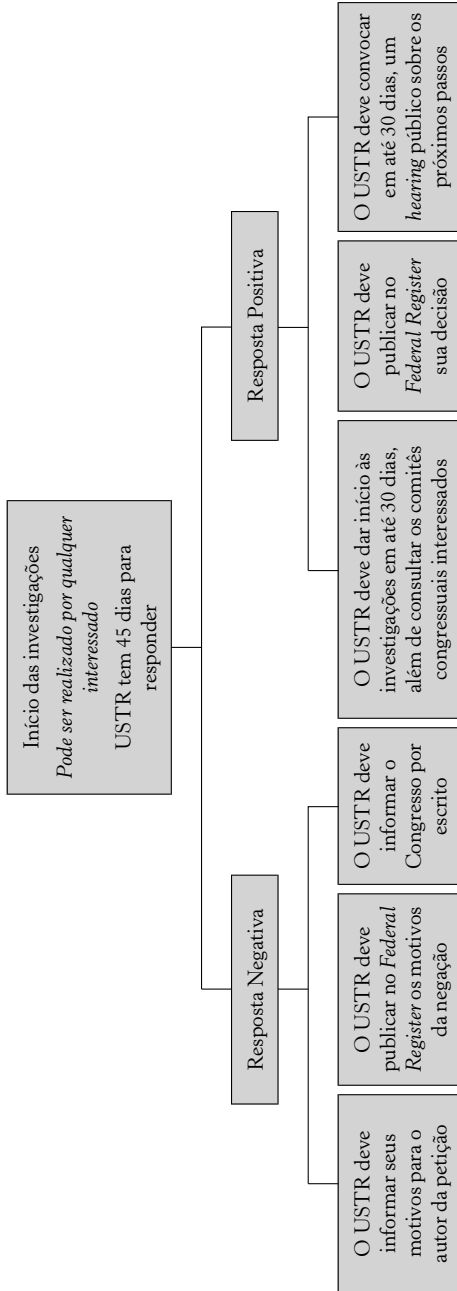 Início das investigações
Pode ser realizado por qualquer
interessado
USTR tem 45 dias para
responder
Resposta Negativa
Resposta Positiva
O USTR deve
informar seus
motivos para o
autor da petição
O USTR deve
publicar no Federal
Register os motivos
da negação
O USTR deve
informar o
Congresso por
escrito
O USTR deve dar início às
investigações em até 30 dias,
além de consultar os comitês
congressuais interessados
O USTR deve
publicar no
Federal Register
sua decisão
O USTR deve convocar
em até 30 dias, um
hearing público sobre os
próximos passos